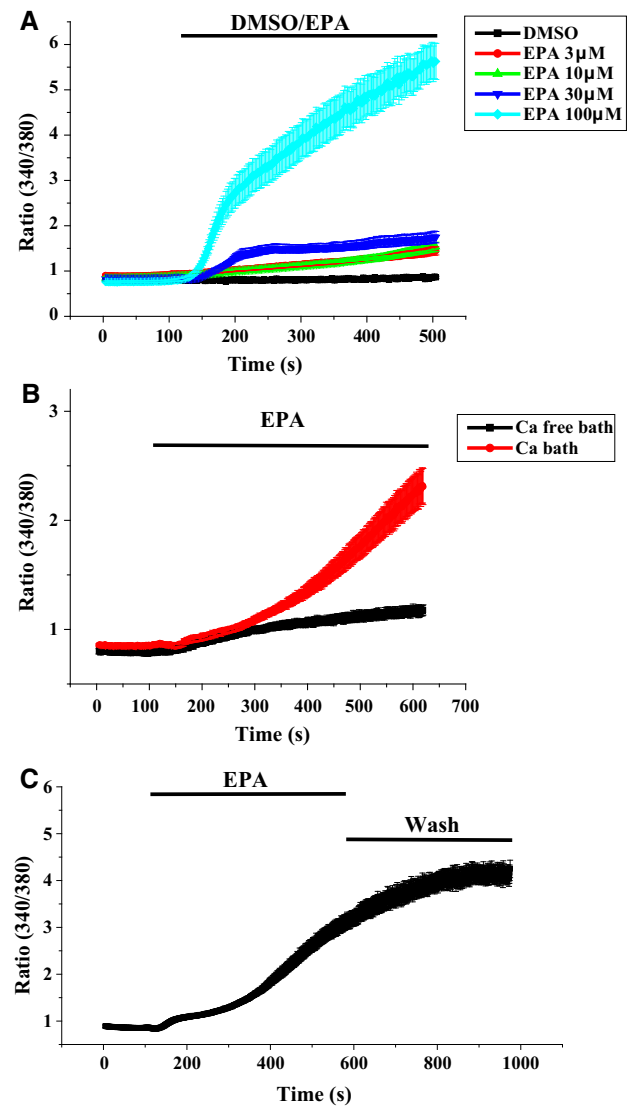 A
DMSO/EPA
DMSO
EPA 3µM
EPA 10µM
EPA 30µM
EPA 100µM
6
5
4
3
2
1
0
Ratio (340/380)
0 100 200 300 400 500
Time (s)
B
EPA
Ca free bath
Ca bath
3
2
1
Ratio (340/380)
0 100 200 300 400 500 600 700
Time (s)
C
EPA
Wash
6
5
4
3
2
1
Ratio (340/380)
0 200 400 600 800 1000
Time (s)